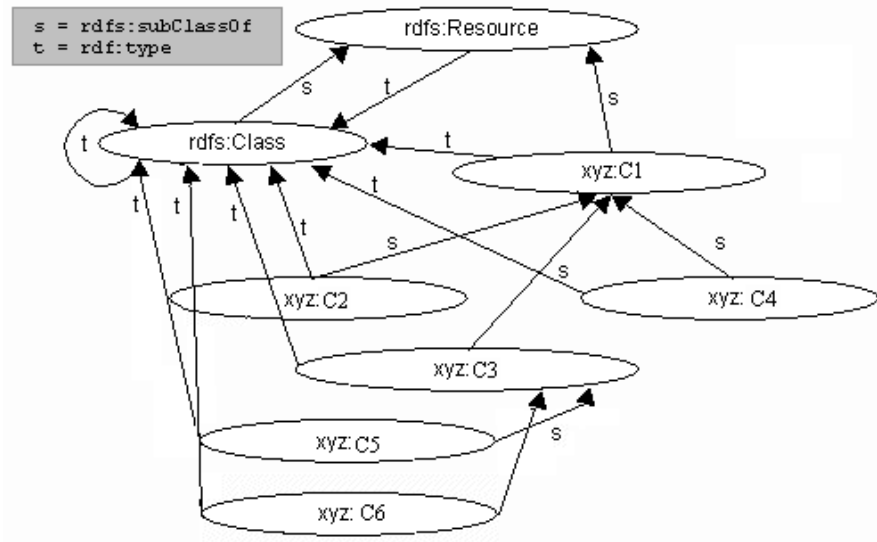 s = rdfs:subClassOf
t = rdf:type
rdfs:Resource
s
t
s
t
rdfs:Class
t
xyz:C1
t
t
t
t
t
s
s
s
xyz:C2
xyz: C4
xyz:C3
xyz:C5
s
xyz: C6